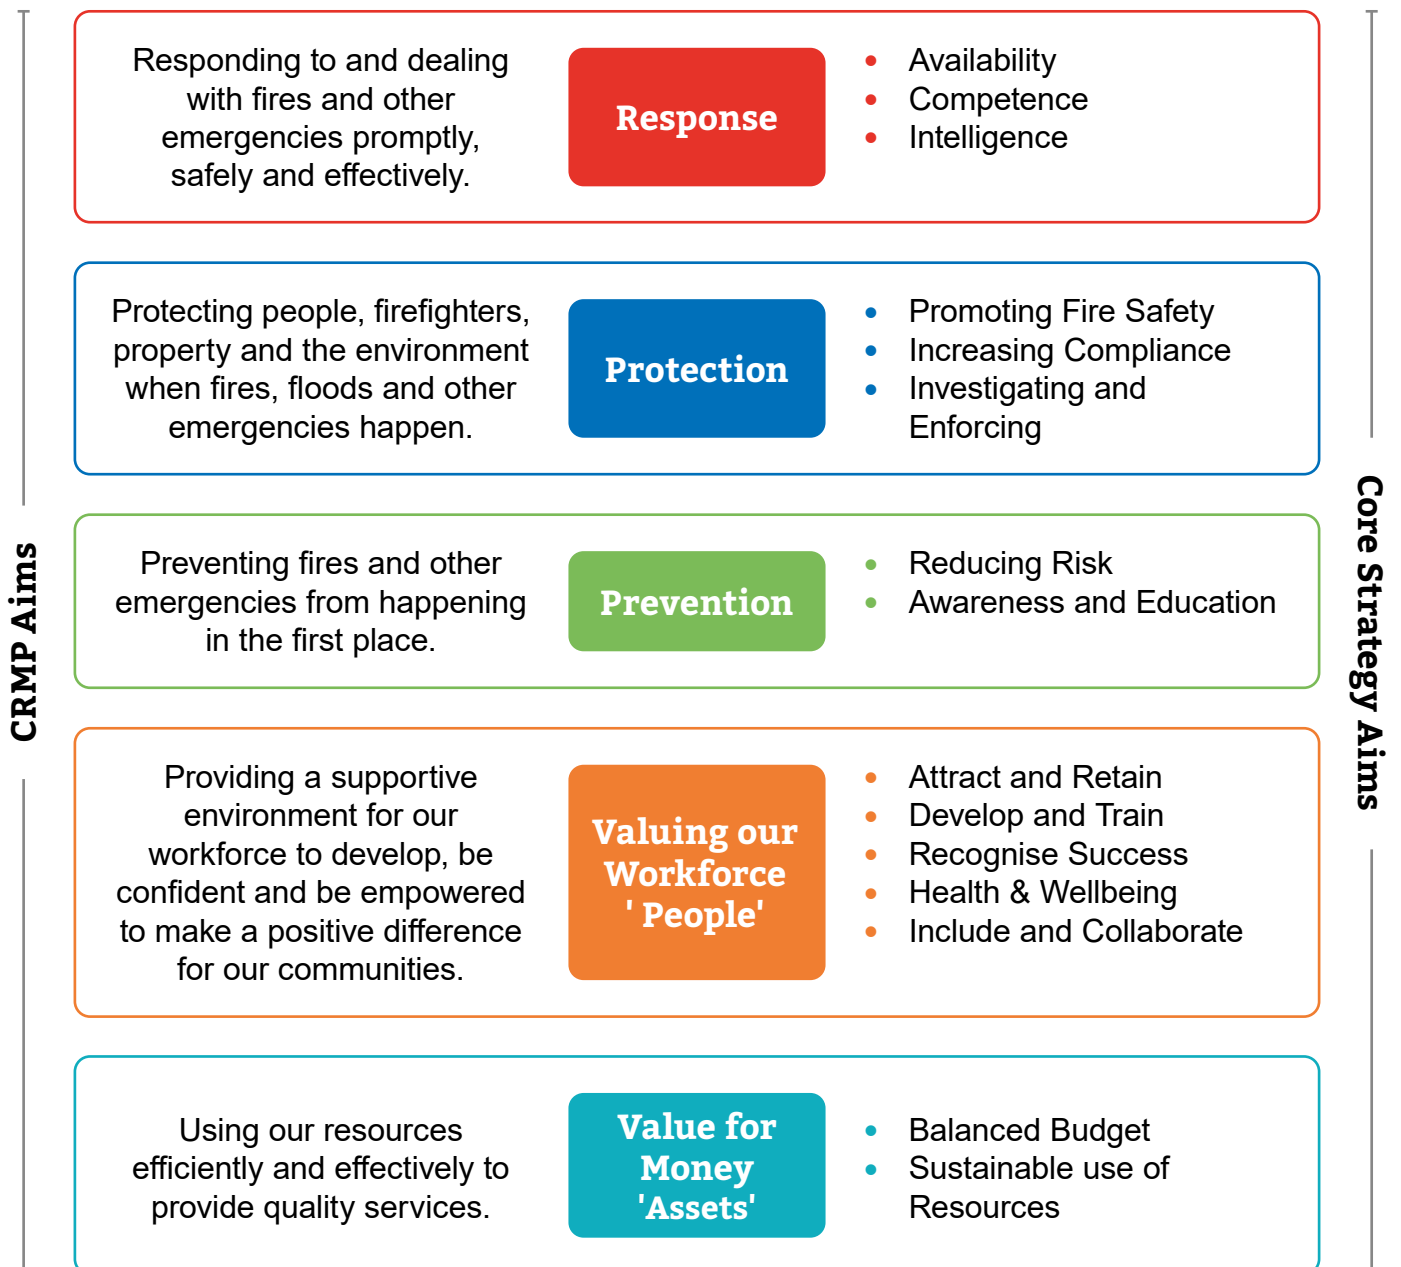 CRMP Aims
Responding to and dealing
with fires and other
emergencies promptly,
safely and effectively.
Response
• Availability
• Competence
• Intelligence
Protecting people, firefighters,
property and the environment
when fires, floods and other
emergencies happen.
Protection
• Promoting Fire Safety
• Increasing Compliance
• Investigating and
Enforcing
Preventing fires and other
emergencies from happening
in the first place.
Prevention
• Reducing Risk
• Awareness and Education
Providing a supportive
environment for our
workforce to develop, be
confident and be empowered
to make a positive difference
for our communities.
Valuing our
Workforce
' People'
• Attract and Retain
• Develop and Train
• Recognise Success
• Health & Wellbeing
• Include and Collaborate
Using our resources
efficiently and effectively to
provide quality services.
Value for
Money
'Assets'
• Balanced Budget
• Sustainable use of
Resources
Core Strategy Aims